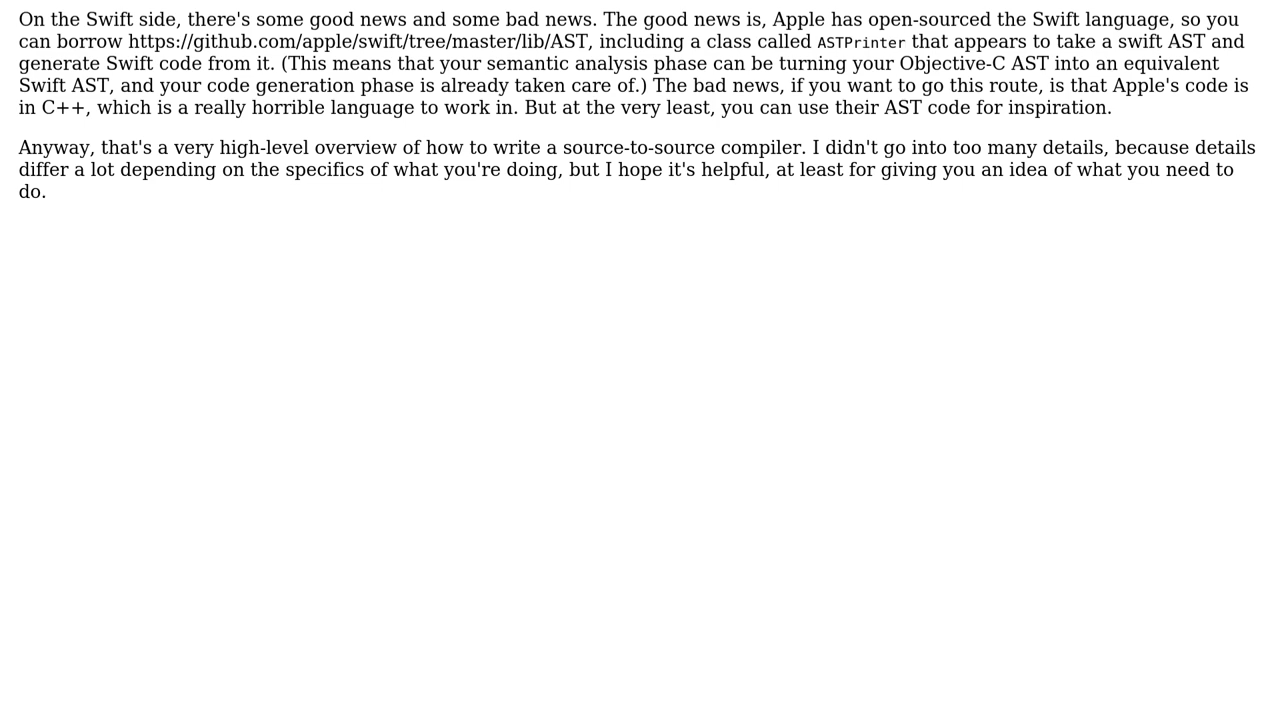 On the Swift side, there's some good news and some bad news. The good news is, Apple has open-sourced the Swift language, so you
can borrow https://github.com/apple/swift/tree/master/lib/AST, including a class called ASTPrinter that appears to take a swift AST and
generate Swift code from it. (This means that your semantic analysis phase can be turning your Objective-C AST into an equivalent
Swift AST, and your code generation phase is already taken care of.) The bad news, if you want to go this route, is that Apple's code is
in C++, which is a really horrible language to work in. But at the very least, you can use their AST code for inspiration.
Anyway, that's a very high-level overview of how to write a source-to-source compiler. I didn't go into too many details, because details
differ a lot depending on the specifics of what you're doing, but I hope it's helpful, at least for giving you an idea of what you need to
do.